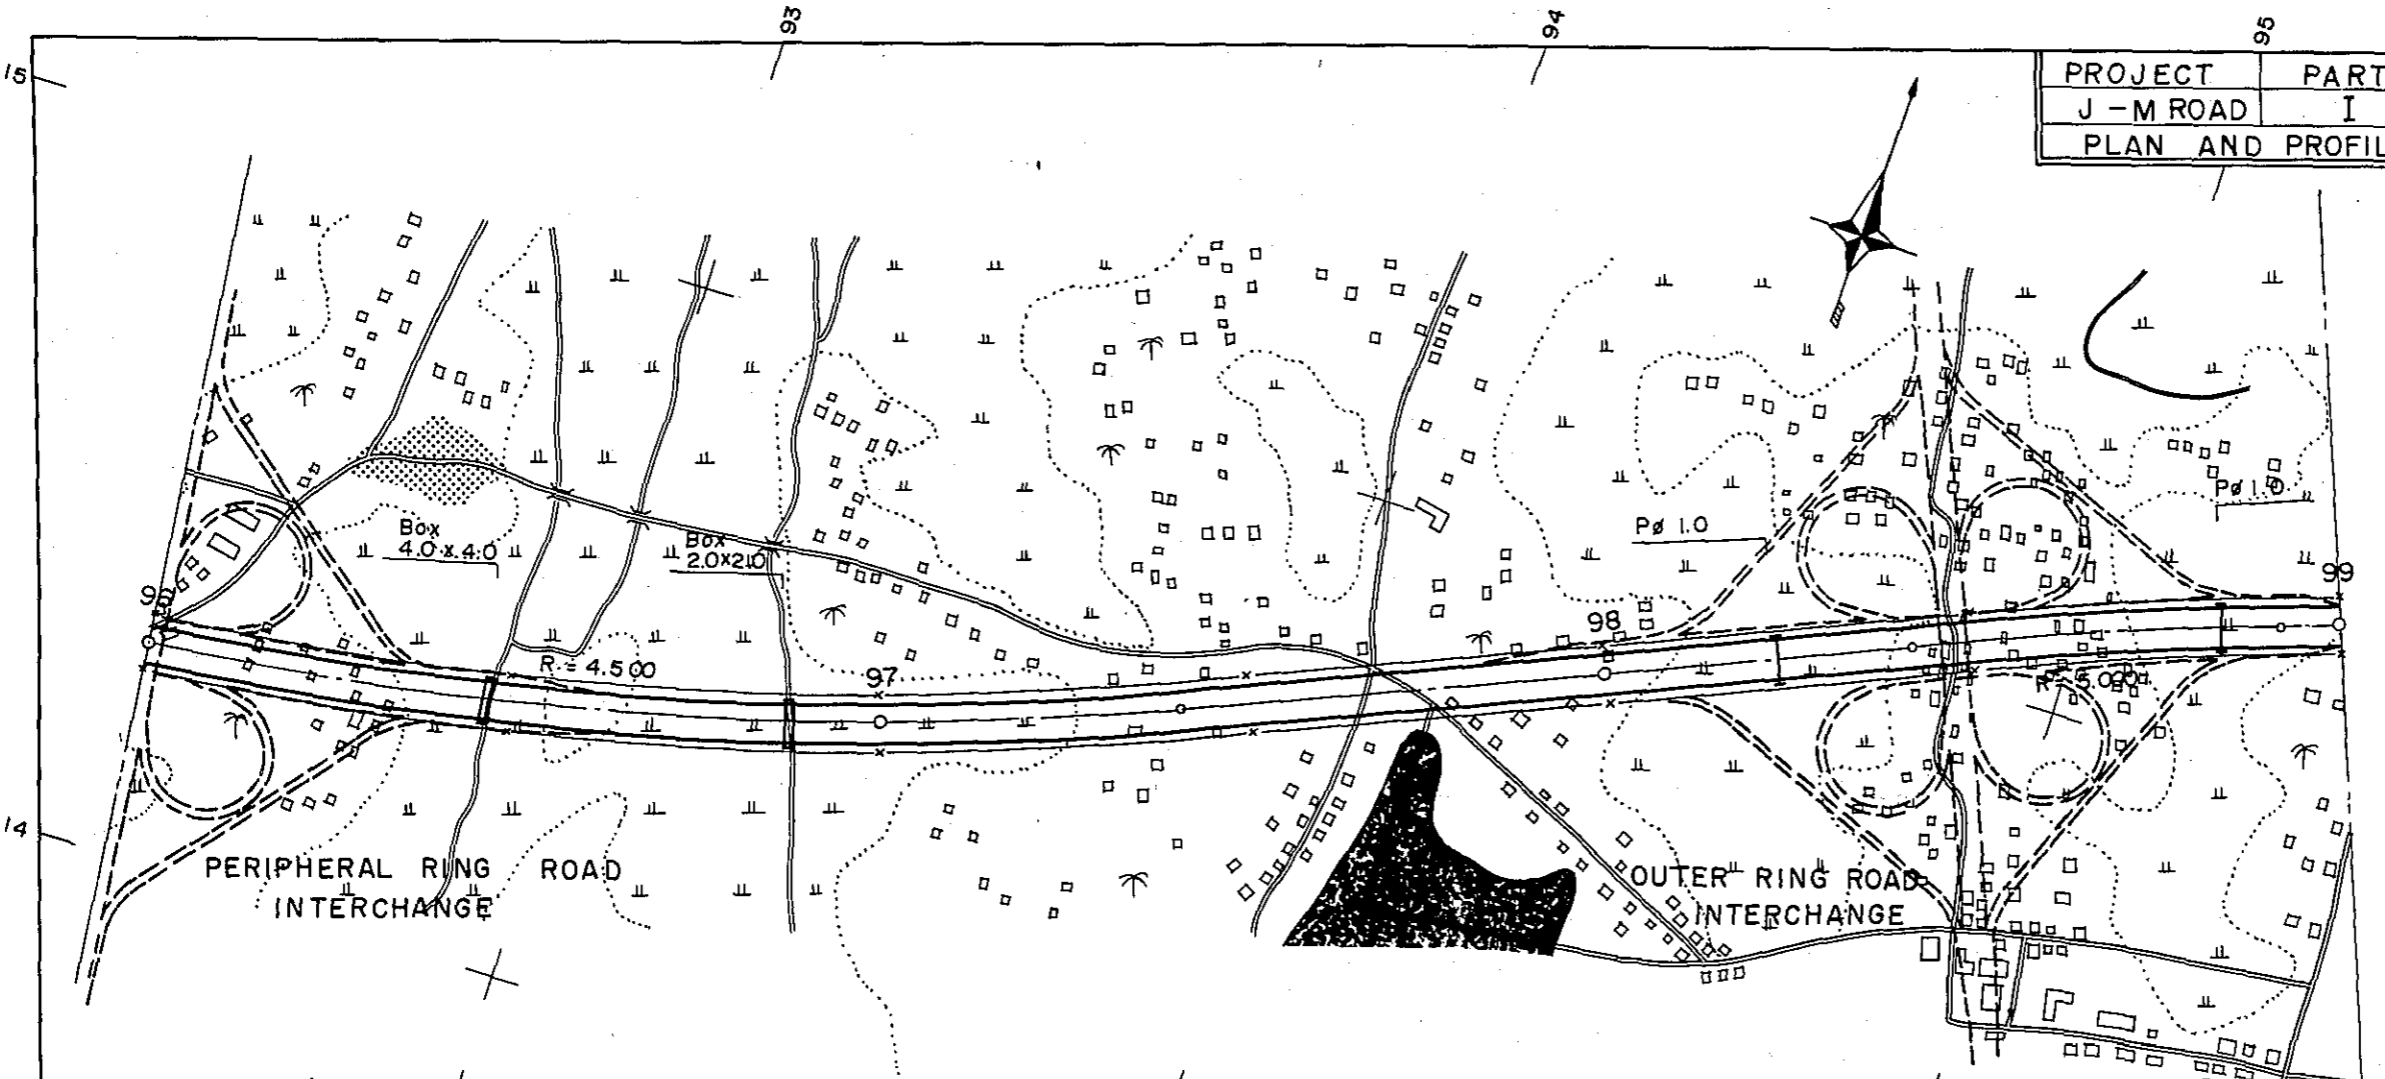 93
94
95
15
PROJECT PART
J-M ROAD I
PLAN AND PROFIL
Pø 1.0
Box
4.0 x 4.0
Box
2.0x2.0
Pø 1.0
96
99
98
R = 4.500
97
R = 5.000
14
PERIPHERAL RING ROAD
INTERCHANGE
OUTER RING ROAD
INTERCHANGE